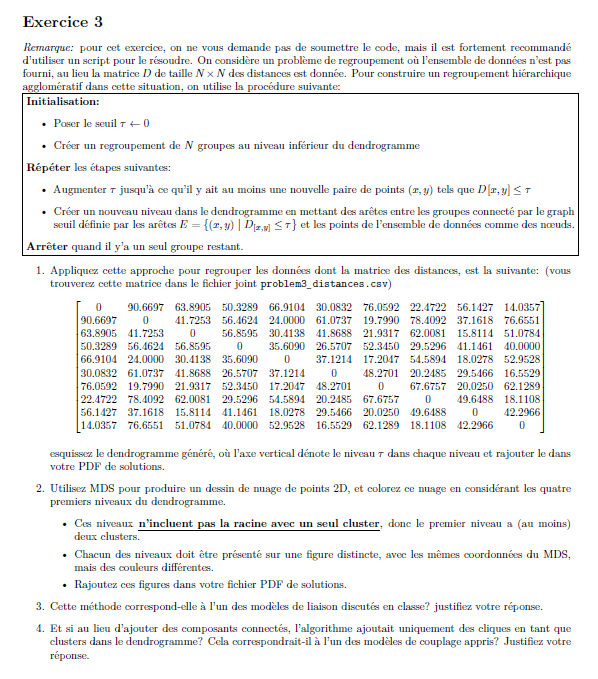 Exercice 3
Remarque: pour cet exercice, on ne vous demande pas de soumettre le code, mais il est fortement recommandé
d'utiliser un script pour le résoudre. On considère un problème de regroupement où l'ensemble de données n'est pas
fourni, au lieu la matrice D de taille N × N des distances est donnée. Pour construire un regroupement hiérarchique
agglomératif dans cette situation, on utilise la procédure suivante:
Initialisation:
• Poser le seuil τ ← 0
• Créer un regroupement de N groupes au niveau inférieur du dendrogramme
Répéter les étapes suivantes:
• Augmenter τ jusqu'à ce qu'il y ait au moins une nouvelle paire de points (x, y) tels que D[x, y] ≤ τ
• Créer un nouveau niveau dans le dendrogramme en mettant des arêtes entre les groupes connecté par le graph
seuil définie par les arêtes E = {(x, y) | D[x,y] ≤ τ} et les points de l'ensemble de données comme des nœuds.
Arrêter quand il y'a un seul groupe restant.
1. Appliquez cette approche pour regrouper les données dont la matrice des distances, est la suivante: (vous
trouverez cette matrice dans le fichier joint problem3_distances.csv)
0 90.6697 63.8905 50.3289 66.9104 30.0832 76.0592 22.4722 56.1427 14.0357
90.6697 0 41.7253 56.4624 24.0000 61.0737 19.7990 78.4092 37.1618 76.6551
63.8905 41.7253 0 56.8595 30.4138 41.8688 21.9317 62.0081 15.8114 51.0784
50.3289 56.4624 56.8595 0 35.6090 26.5707 52.3450 29.5296 41.1461 40.0000
66.9104 24.0000 30.4138 35.6090 0 37.1214 17.2047 54.5894 18.0278 52.9528
30.0832 61.0737 41.8688 26.5707 37.1214 0 48.2701 20.2485 29.5466 16.5529
76.0592 19.7990 21.9317 52.3450 17.2047 48.2701 0 67.6757 20.0250 62.1289
22.4722 78.4092 62.0081 29.5296 54.5894 20.2485 67.6757 0 49.6488 18.1108
56.1427 37.1618 15.8114 41.1461 18.0278 29.5466 20.0250 49.6488 0 42.2966
14.0357 76.6551 51.0784 40.0000 52.9528 16.5529 62.1289 18.1108 42.2966 0
esquissez le dendrogramme généré, où l'axe vertical dénote le niveau τ dans chaque niveau et rajouter le dans
votre PDF de solutions.
2. Utilisez MDS pour produire un dessin de nuage de points 2D, et colorez ce nuage en considérant les quatre
premiers niveaux du dendrogramme.
• Ces niveaux n'incluent pas la racine avec un seul cluster, donc le premier niveau a (au moins)
deux clusters.
• Chacun des niveaux doit être présenté sur une figure distincte, avec les mêmes coordonnées du MDS,
mais des couleurs différentes.
• Rajoutez ces figures dans votre fichier PDF de solutions.
3. Cette méthode correspond-elle à l'un des modèles de liaison discutés en classe? justifiez votre réponse.
4. Et si au lieu d'ajouter des composants connectés, l'algorithme ajoutait uniquement des cliques en tant que
clusters dans le dendrogramme? Cela correspondrait-il à l'un des modèles de couplage appris? Justifiez votre
réponse.